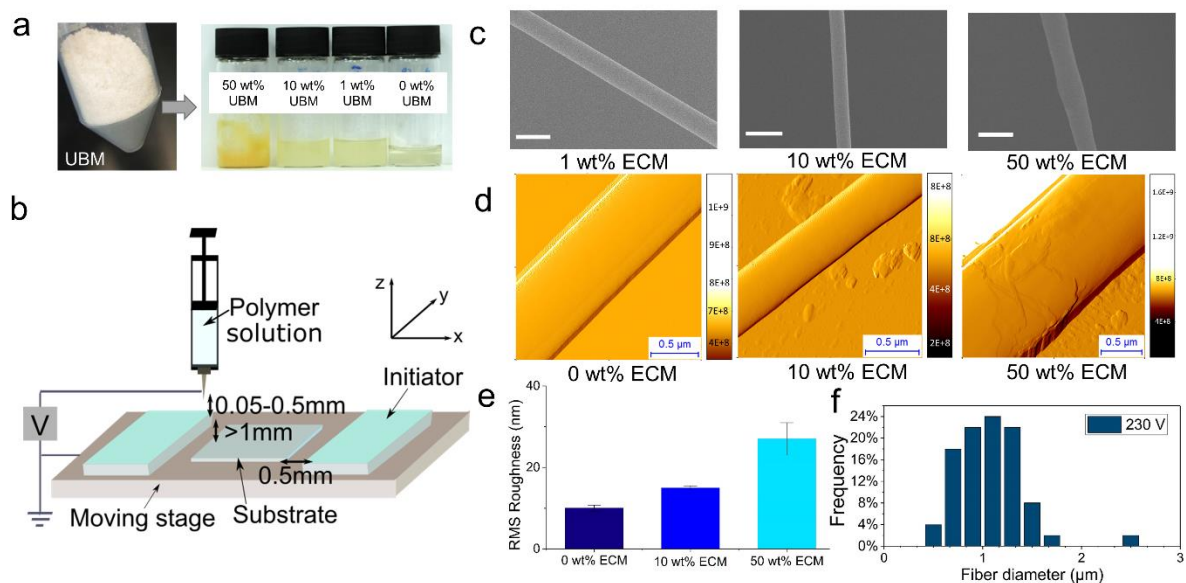 a
UBM
50 wt% UBM
10 wt% UBM
1 wt% UBM
0 wt% UBM
b
Polymer
solution
z
y
x
Initiator
V
0.05-0.5mm
>1mm
0.5mm
Moving stage
Substrate
c
1 wt% ECM
10 wt% ECM
50 wt% ECM
d
0.5 µm
1E+9
9E+8
8E+8
7E+8
4E+8
0 wt% ECM
0.5 µm
8E+8
6E+8
4E+8
2E+8
10 wt% ECM
0.5 µm
1.6E+9
1.2E+9
8E+8
4E+8
50 wt% ECM
e
RMS Roughness (nm)
40
20
0
0 wt% ECM
10 wt% ECM
50 wt% ECM
f
Frequency
24%
20%
16%
12%
8%
4%
0%
230 V
0
1
2
3
Fiber diameter (µm)